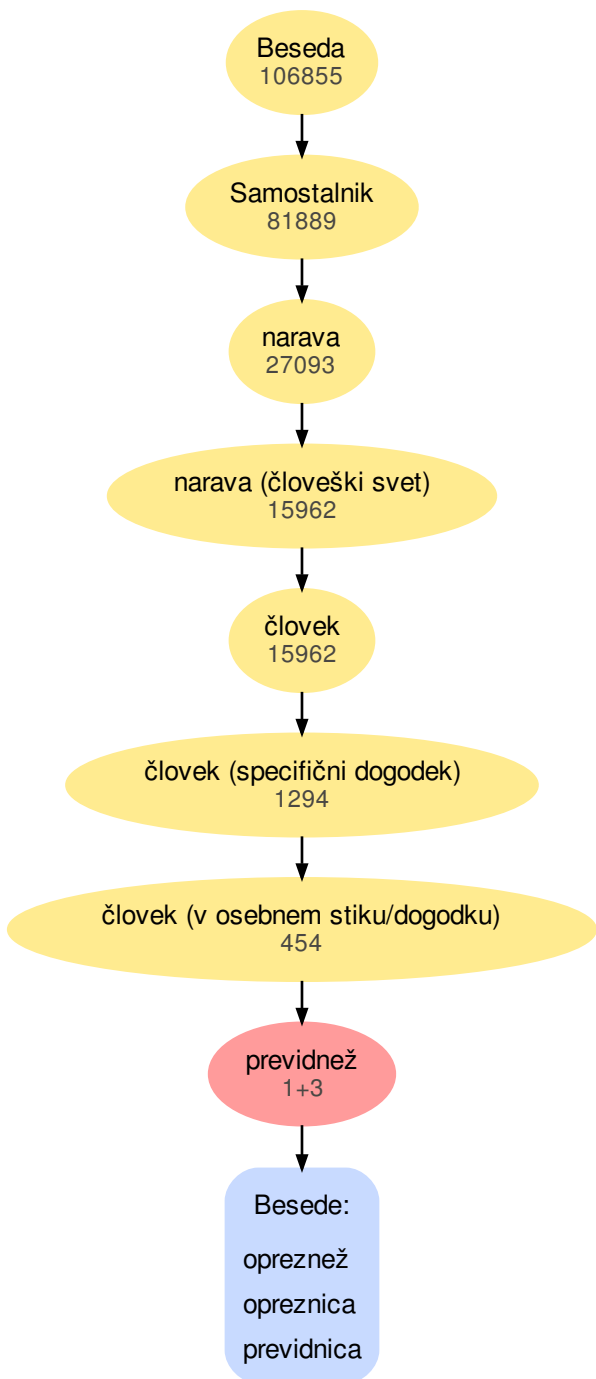 Beseda
106855
Samostalnik
81889
narava
27093
narava (človeški svet)
15962
človek
15962
človek (specifični dogodek)
1294
človek (v osebnem stiku/dogodku)
454
previdnež
1+3
Besede:
opreznež
opreznica
previdnica